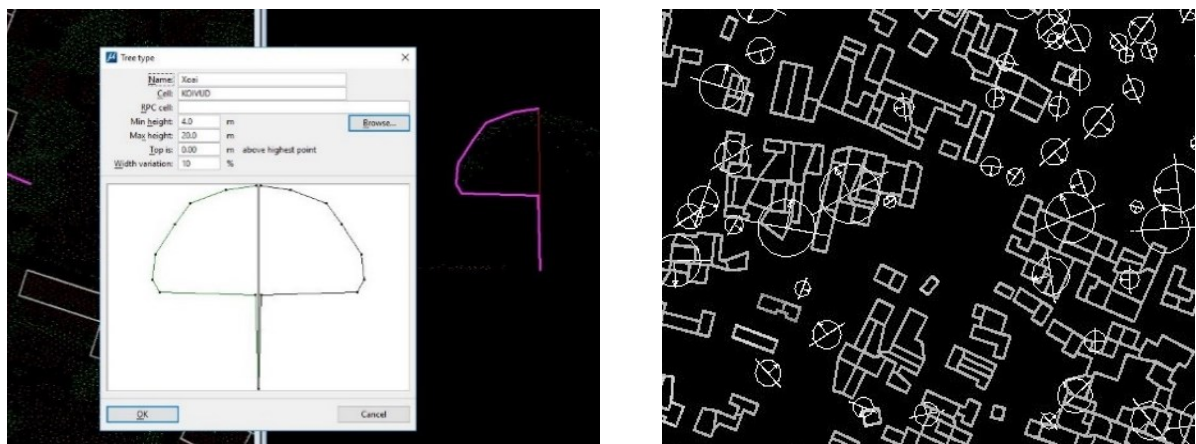 Tree type
Name: Xoai
Cell: KOIVUD
RPC cell:
Min height: 4.0 m
Browse...
Max height: 20.0 m
Top is: 0.00 m above highest point
Width variation: 10 %
OK
Cancel